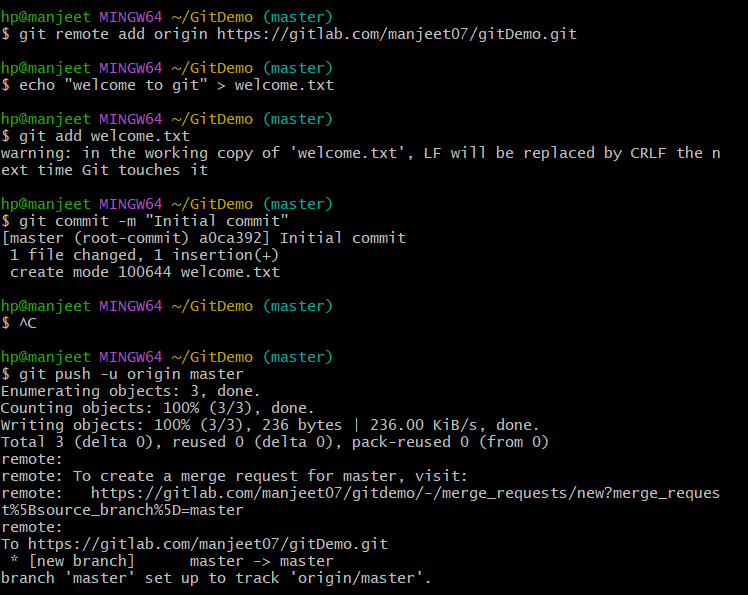 hp@manjeet MINGW64 ~/GitDemo (master)
$ git remote add origin https://gitlab.com/manjeet07/gitDemo.git
hp@manjeet MINGW64 ~/GitDemo (master)
$ echo "welcome to git" > welcome.txt
hp@manjeet MINGW64 ~/GitDemo (master)
$ git add welcome.txt
warning: in the working copy of 'welcome.txt', LF will be replaced by CRLF the n
ext time Git touches it
hp@manjeet MINGW64 ~/GitDemo (master)
$ git commit -m "Initial commit"
[master (root-commit) a0ca392] Initial commit
 1 file changed, 1 insertion(+)
 create mode 100644 welcome.txt
hp@manjeet MINGW64 ~/GitDemo (master)
$ ^C
hp@manjeet MINGW64 ~/GitDemo (master)
$ git push -u origin master
Enumerating objects: 3, done.
Counting objects: 100% (3/3), done.
Writing objects: 100% (3/3), 236 bytes | 236.00 KiB/s, done.
Total 3 (delta 0), reused 0 (delta 0), pack-reused 0 (from 0)
remote:
remote: To create a merge request for master, visit:
remote:   https://gitlab.com/manjeet07/gitdemo/-/merge_requests/new?merge_reques
t%5Bsource_branch%5D=master
remote:
To https://gitlab.com/manjeet07/gitDemo.git
 * [new branch]      master -> master
branch 'master' set up to track 'origin/master'.